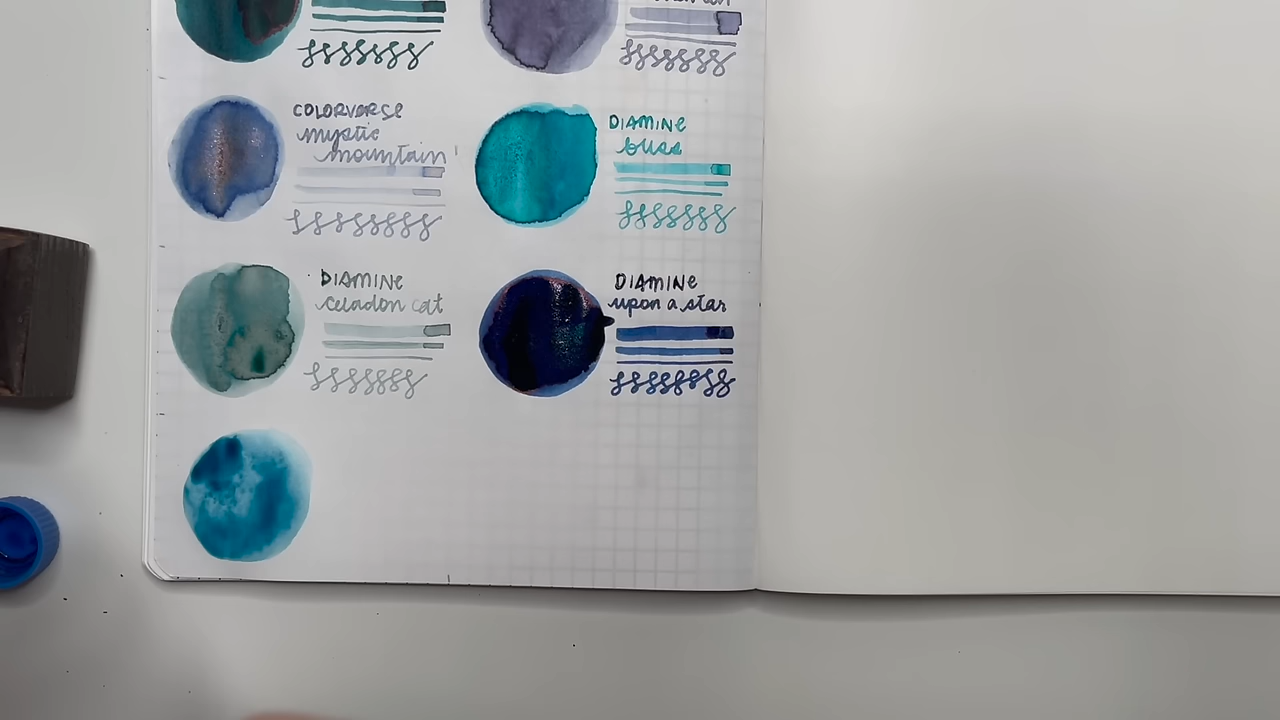 COLORVERSE
mystic
mountain
DIAMINE
bliss
DIAMINE
celadon cat
DIAMINE
upon a star